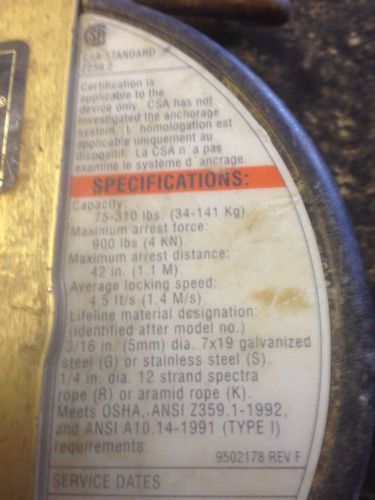 CSA STANDARD
Z259.2
Certification is
applicable to the
device only. CSA has not
investigated the anchorage
system. L homologation est
applicable uniquement au
dispositif. La CSA n a pas
examine le système d ancrage.
SPECIFICATIONS:
Capacity:
75-310 lbs. (34-141 Kg).
Maximum arrest force:
900 lbs (4 KN).
Maximum arrest distance:
42 in. (1.1 M)
Average locking speed:
4.5 ft/s (1.4 M/s).
Lifeline material designation:
(identified after model no.)
3/16 in. (5mm) dia. 7x19 galvanized
steel (G) or stainless steel (S).
1/4 in. dia. 12 strand spectra
rope (R) or aramid rope (K).
Meets OSHA, ANSI Z359.1-1992,
and ANSI A10.14-1991 (TYPE I)
requirements.
9502178 REV F
SERVICE DATES